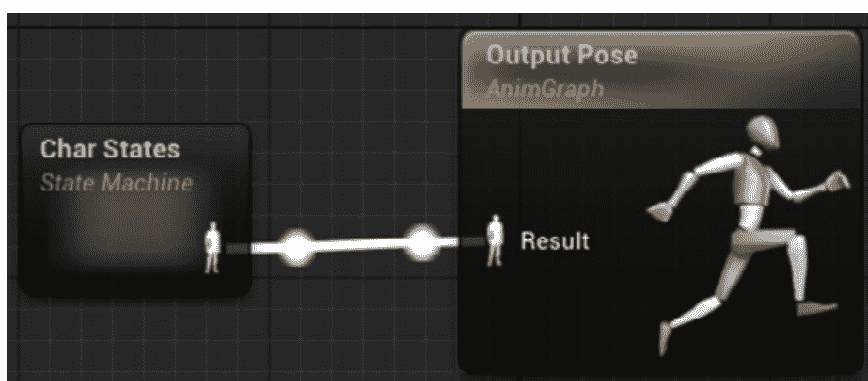 Char States
State Machine
Output Pose
AnimGraph
Result